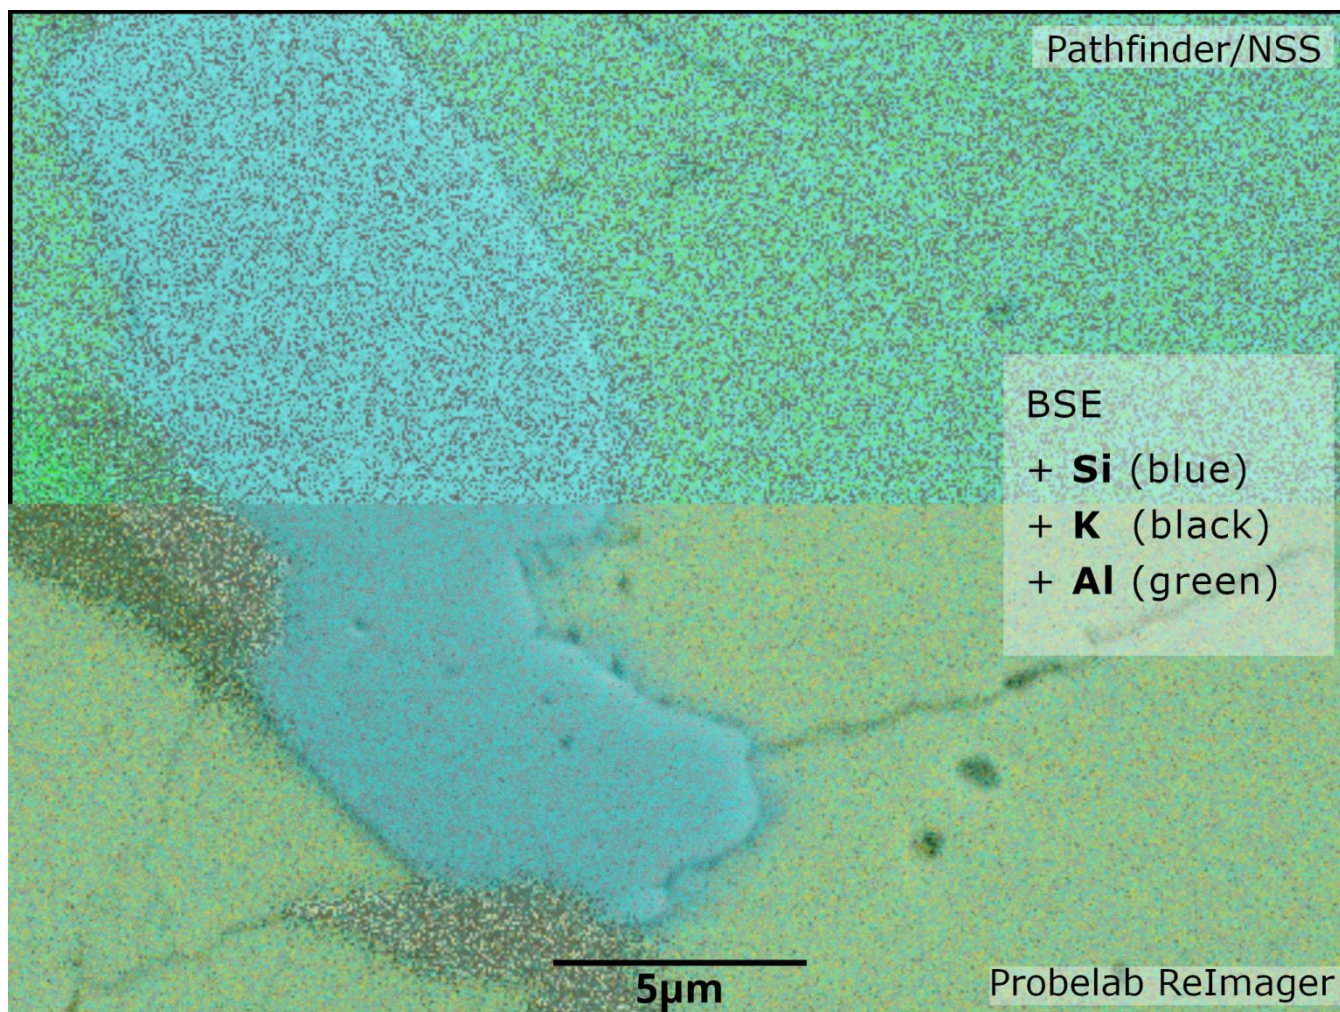 Pathfinder/NSS
BSE
+ Si (blue)
+ K (black)
+ Al (green)
5µm
Probelab ReImager